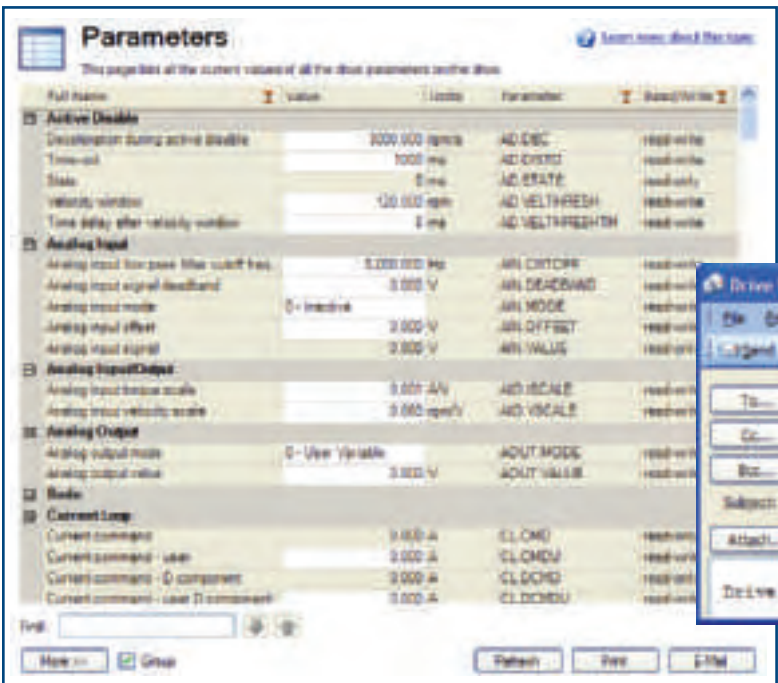 Parameters
Learn more about this topic
This page lists all the current values of all the drive parameters on the drive.
Full Name Value Units Parameter Read/Write
Active Disable
Deceleration during active disable rpm/s AD.DEC read-write
Time-out 1000 ms read-write
State 0 ms read-only
Velocity window 120.000 rpm AD.VELTHRESH read-write
Time delay after velocity window 0 ms AD.VELTHRESHTM read-write
Analog Input
Analog input low pass filter cutoff freq. 5,000.000 Hz AIN.CUTOFF
Analog input signal deadband 0.000 V AIN.DEADBAND
Analog input mode 0 - Inactive AIN.MODE
Analog input offset 0.000 V AIN.OFFSET
Analog input signal 0.000 V AIN.VALUE
Analog Input/Output
Analog input torque scale 0.001 A/V AIO.ISCALE
Analog input velocity scale rpm/V AIO.VSCALE
Analog Output
Analog output mode 0 - User Variable AOUT.MODE
Analog output value 0.000 V AOUT.VALUE
Bode
Current Loop
Current command 0.000 A CL.CMD
Current command - user 0.000 A CL.CMDU
Current command - D component 0.000 A CL.DCMD
Current command - user D component 0.000 A
Find:
More >> Group Refresh Print E-Mail
Drive
File
Send
To...
Cc...
Bcc...
Subject:
Attach...
Drive